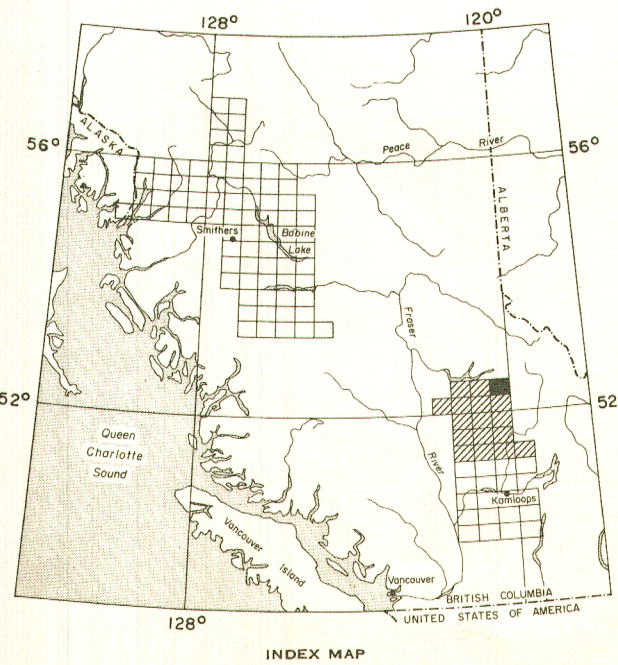 128°
120°
56°
ALASKA
Peace
River
56°
ALBERTA
Smithers
Babine
Lake
Fraser
52°
52
Queen
Charlotte
Sound
River
Kamloops
Vancouver
Island
Vancouver
BRITISH COLUMBIA
UNITED STATES OF AMERICA
128°
INDEX MAP